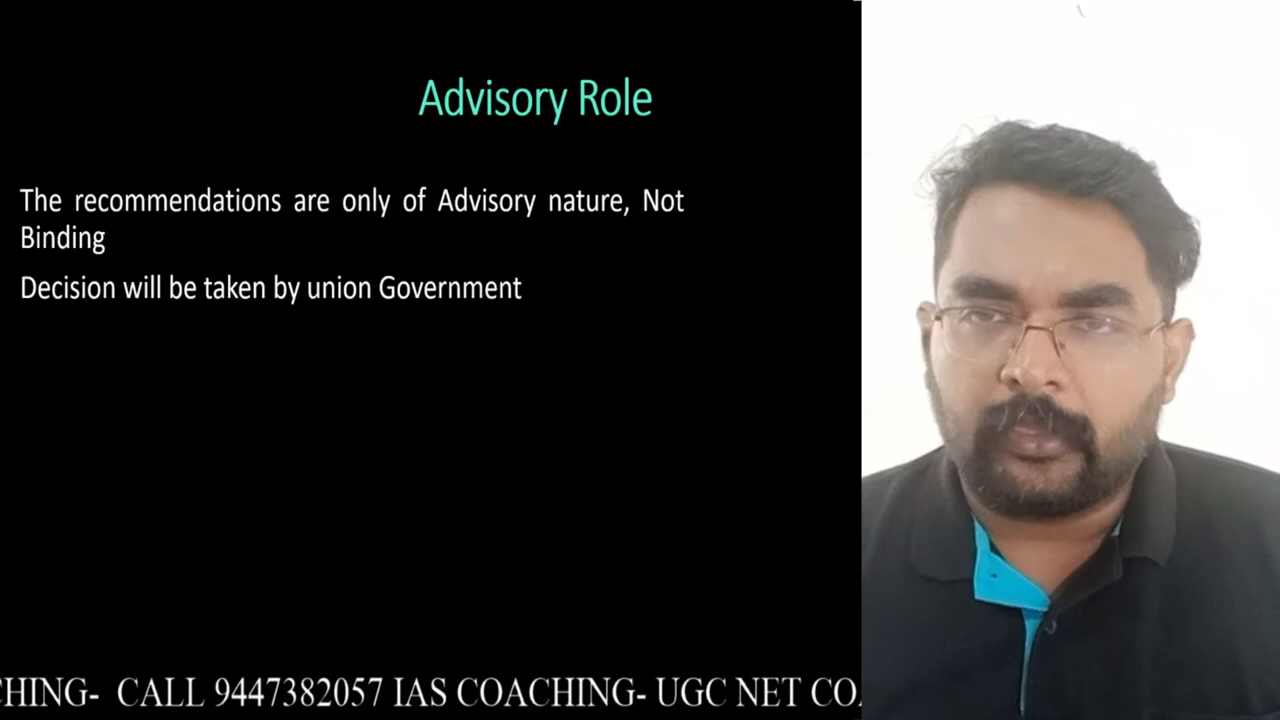 Advisory Role
The recommendations are only of Advisory nature, Not
Binding
Decision will be taken by union Government
CHING- CALL 9447382057 IAS COACHING- UGC NET COA